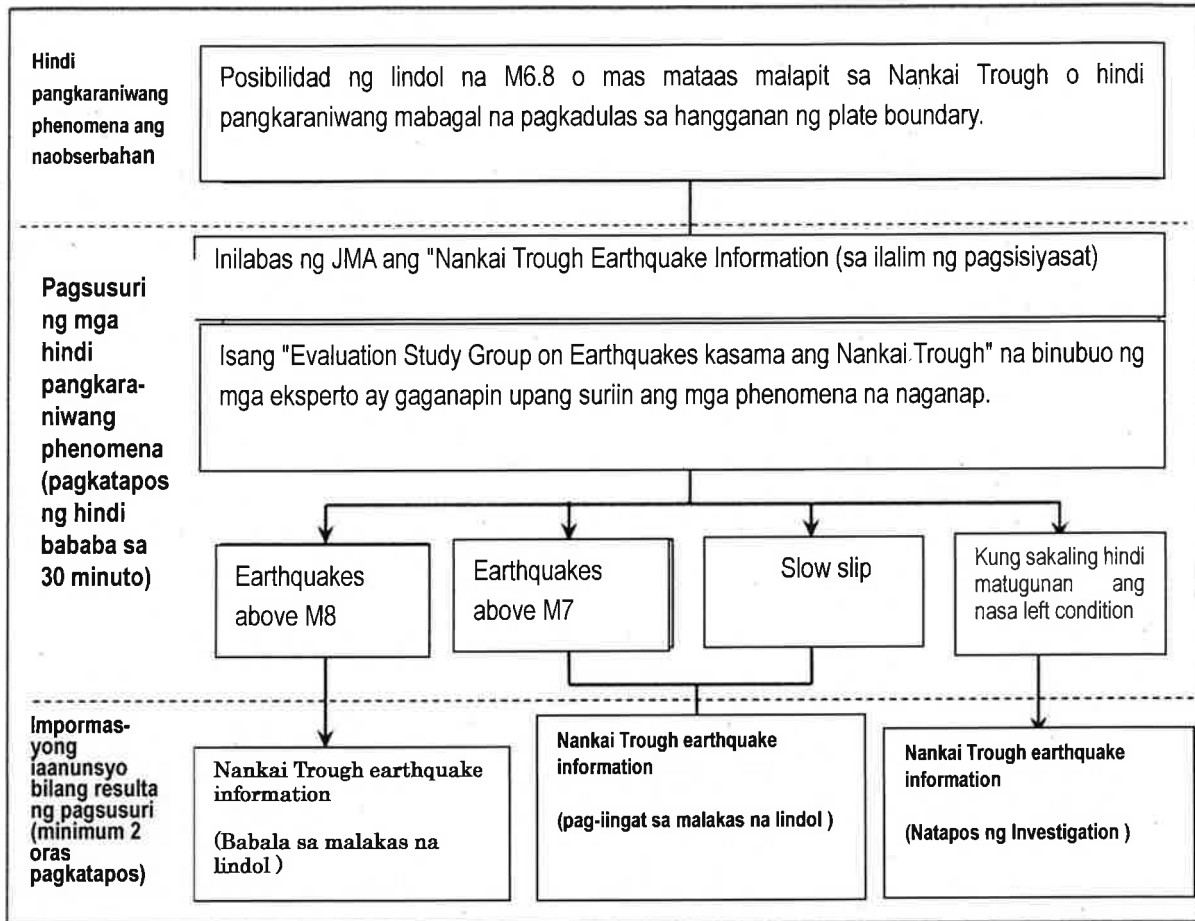 Hindi
pangkaraniwang
phenomena ang
naobserbahan
Posibilidad ng lindol na M6.8 o mas mataas malapit sa Nankai Trough o hindi
pangkaraniwang mabagal na pagkadulas sa hangganan ng plate boundary.
Pagsusuri
ng mga
hindi
pangkara-
niwang
phenomena
(pagkatapos
ng hindi
bababa sa
30 minuto)
Inilabas ng JMA ang "Nankai Trough Earthquake Information (sa ilalim ng pagsisiyasat)
Isang "Evaluation Study Group on Earthquakes kasama ang Nankai Trough" na binubuo ng
mga eksperto ay gaganapin upang suriin ang mga phenomena na naganap.
Earthquakes
above M8
Earthquakes
above M7
Slow slip
Kung sakaling hindi
matugunan ang
nasa left condition
Impormas-
yong
iaanunsyo
bilang resulta
ng pagsusuri
(minimum 2
oras
pagkatapos)
Nankai Trough earthquake
information
(Babala sa malakas na
lindol )
Nankai Trough earthquake
information
(pag-iingat sa malakas na lindol )
Nankai Trough earthquake
information
(Natapos ng Investigation )